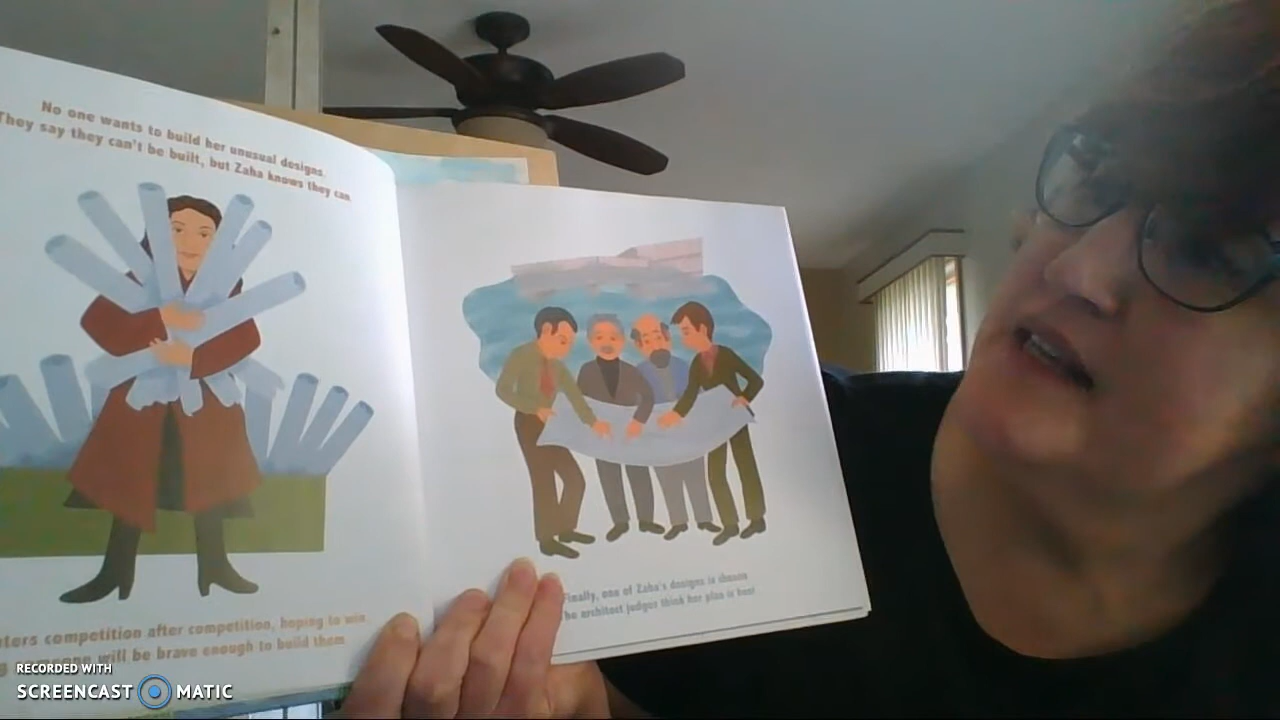 No one wants to build her unusual designs.
They say they can't be built, but Zaha knows they can
competition after competition, hoping to win
will be brave enough to build them
Finally, one of Zaha's designs is chosen
architect judges think her plan is best
RECORDED WITH
SCREENCAST MATIC